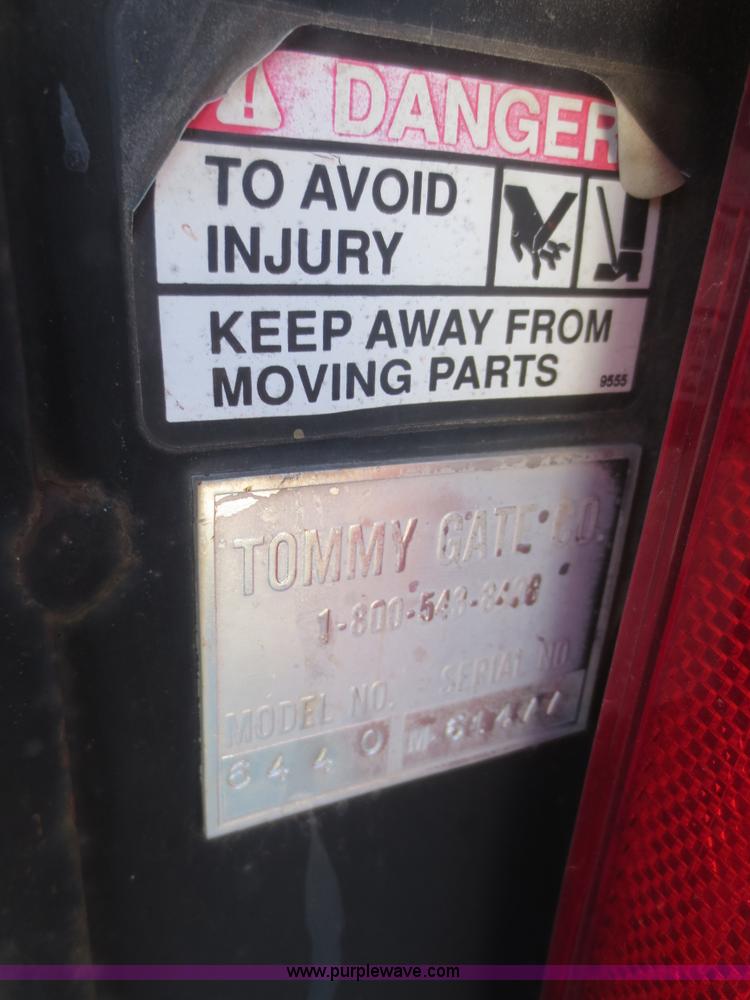 DANGER
TO AVOID
INJURY
KEEP AWAY FROM
MOVING PARTS 9555
TOMMY GATE CO.
MODEL NO. SERIAL NO
6440
www.purplewave.com